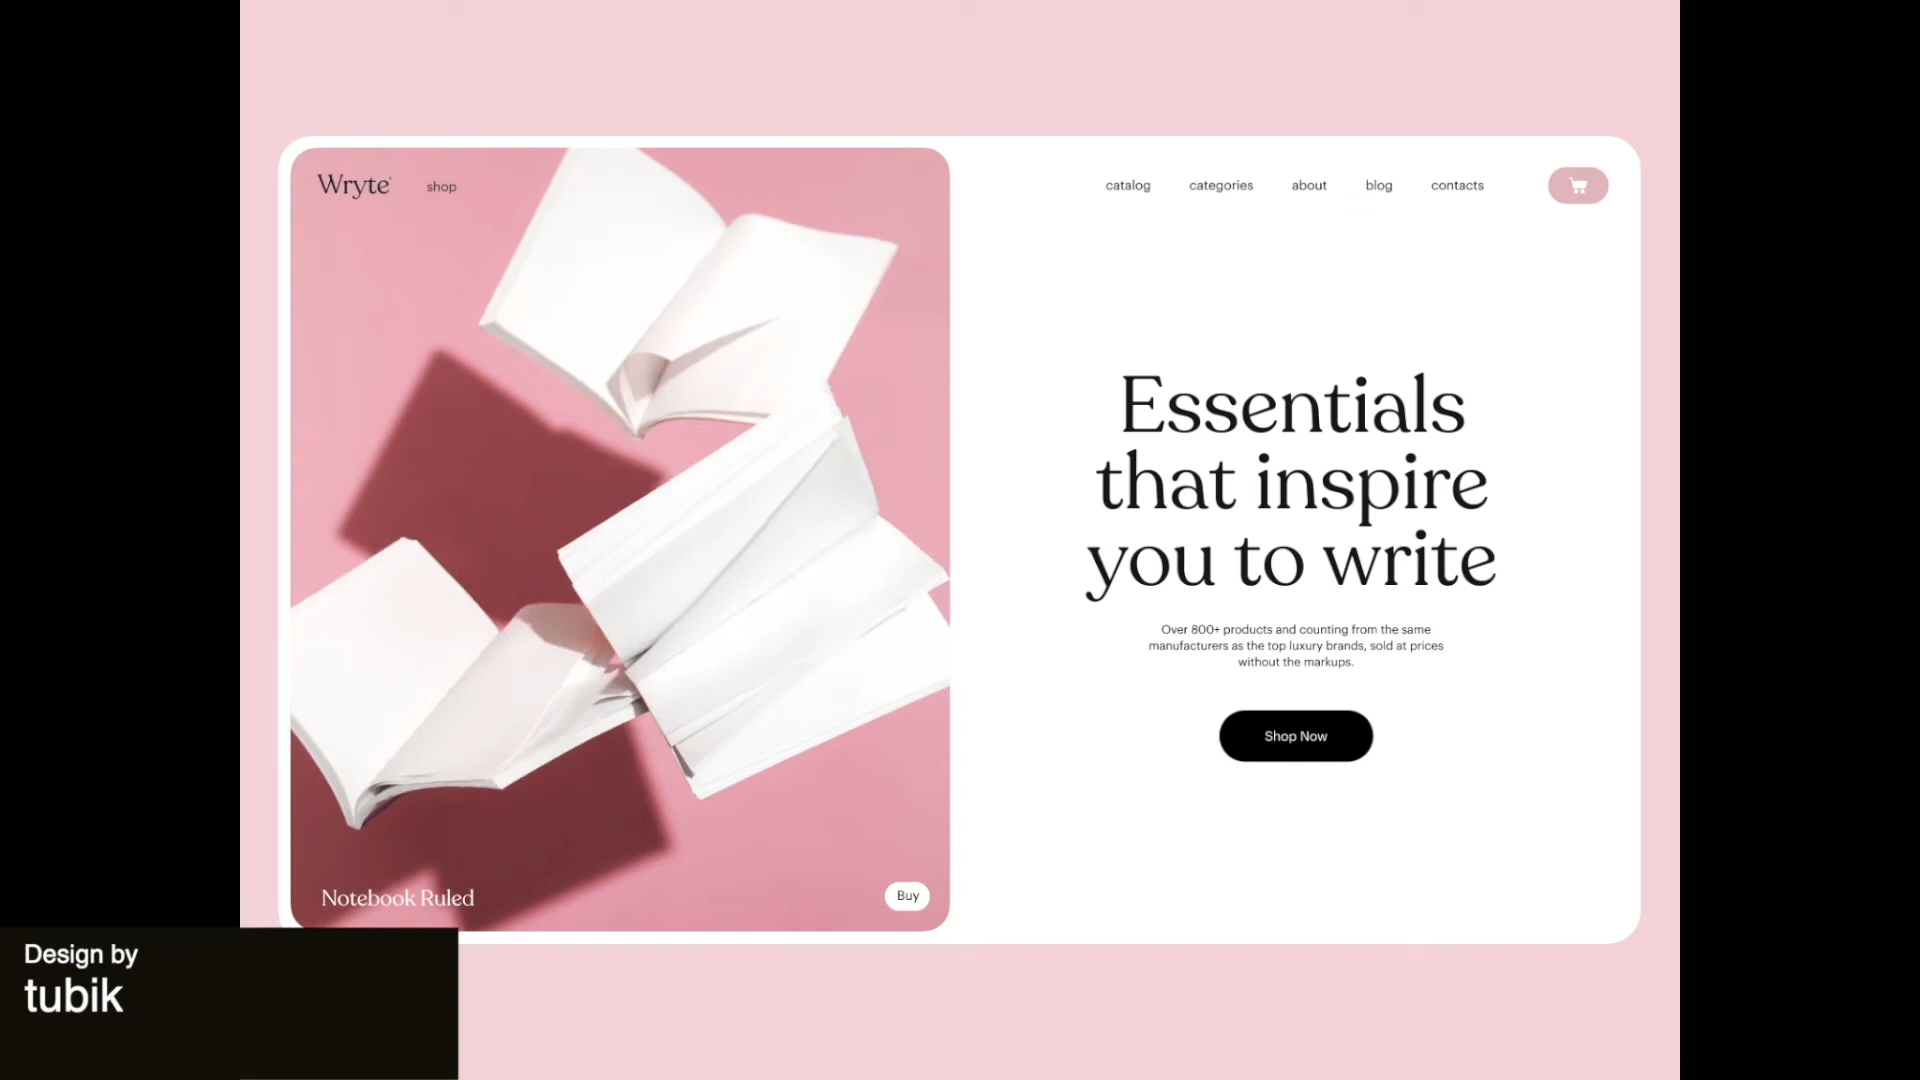 Wryte
shop
catalog
categories
about
blog
contacts
Essentials
that inspire
you to write
Over 800+ products and counting from the same
manufacturers as the top luxury brands, sold at prices
without the markups.
Shop Now
Notebook Ruled
Buy
Design by
tubik